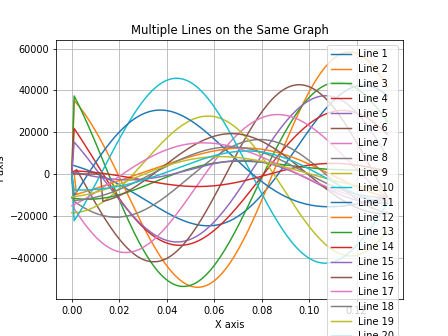 Multiple Lines on the Same Graph
60000
40000
20000
0
−20000
−40000
0.00
0.02
0.04
0.06
0.08
0.10
X axis
Line 1
Line 2
Line 3
Line 4
Line 5
Line 6
Line 7
Line 8
Line 9
Line 10
Line 11
Line 12
Line 13
Line 14
Line 15
Line 16
Line 17
Line 18
Line 19
Line 20